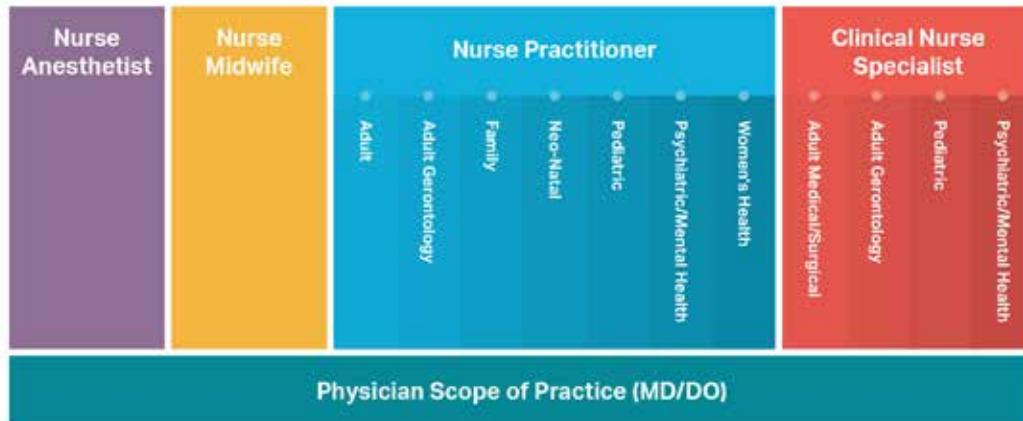 Nurse
Anesthetist
Nurse
Midwife
Nurse Practitioner
Adult
Adult Gerontology
Family
Neo-Natal
Pediatric
Psychiatric/Mental Health
Women's Health
Clinical Nurse
Specialist
Adult Medical/Surgical
Adult Gerontology
Pediatric
Psychiatric/Mental Health
Physician Scope of Practice (MD/DO)